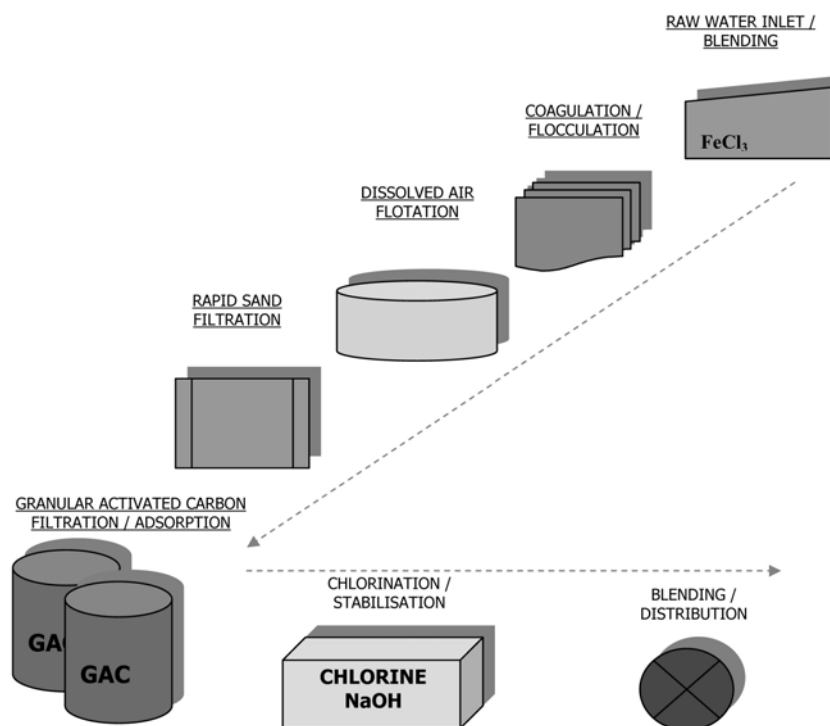 RAW WATER INLET /
BLENDING
FeCl₃
COAGULATION /
FLOCCULATION
DISSOLVED AIR
FLOTATION
RAPID SAND
FILTRATION
GRANULAR ACTIVATED CARBON
FILTRATION / ADSORPTION
GAC
GAC
CHLORINATION /
STABILISATION
CHLORINE
NaOH
BLENDING /
DISTRIBUTION